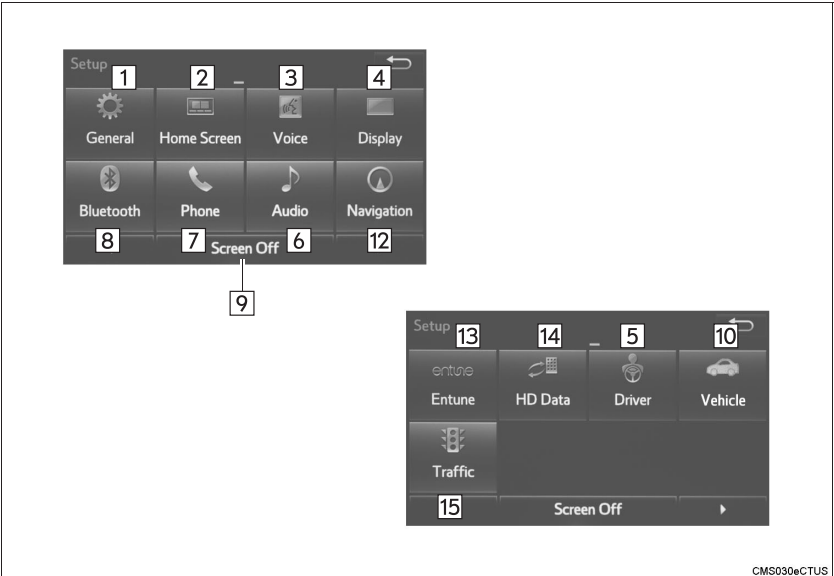 Setup
1 2 3 4
General Home Screen Voice Display
Bluetooth Phone Audio Navigation
8 7 Screen Off 6 12
9
Setup
13 14 5 10
entune
Entune HD Data Driver Vehicle
Traffic
15 Screen Off
CMS030eCTUS